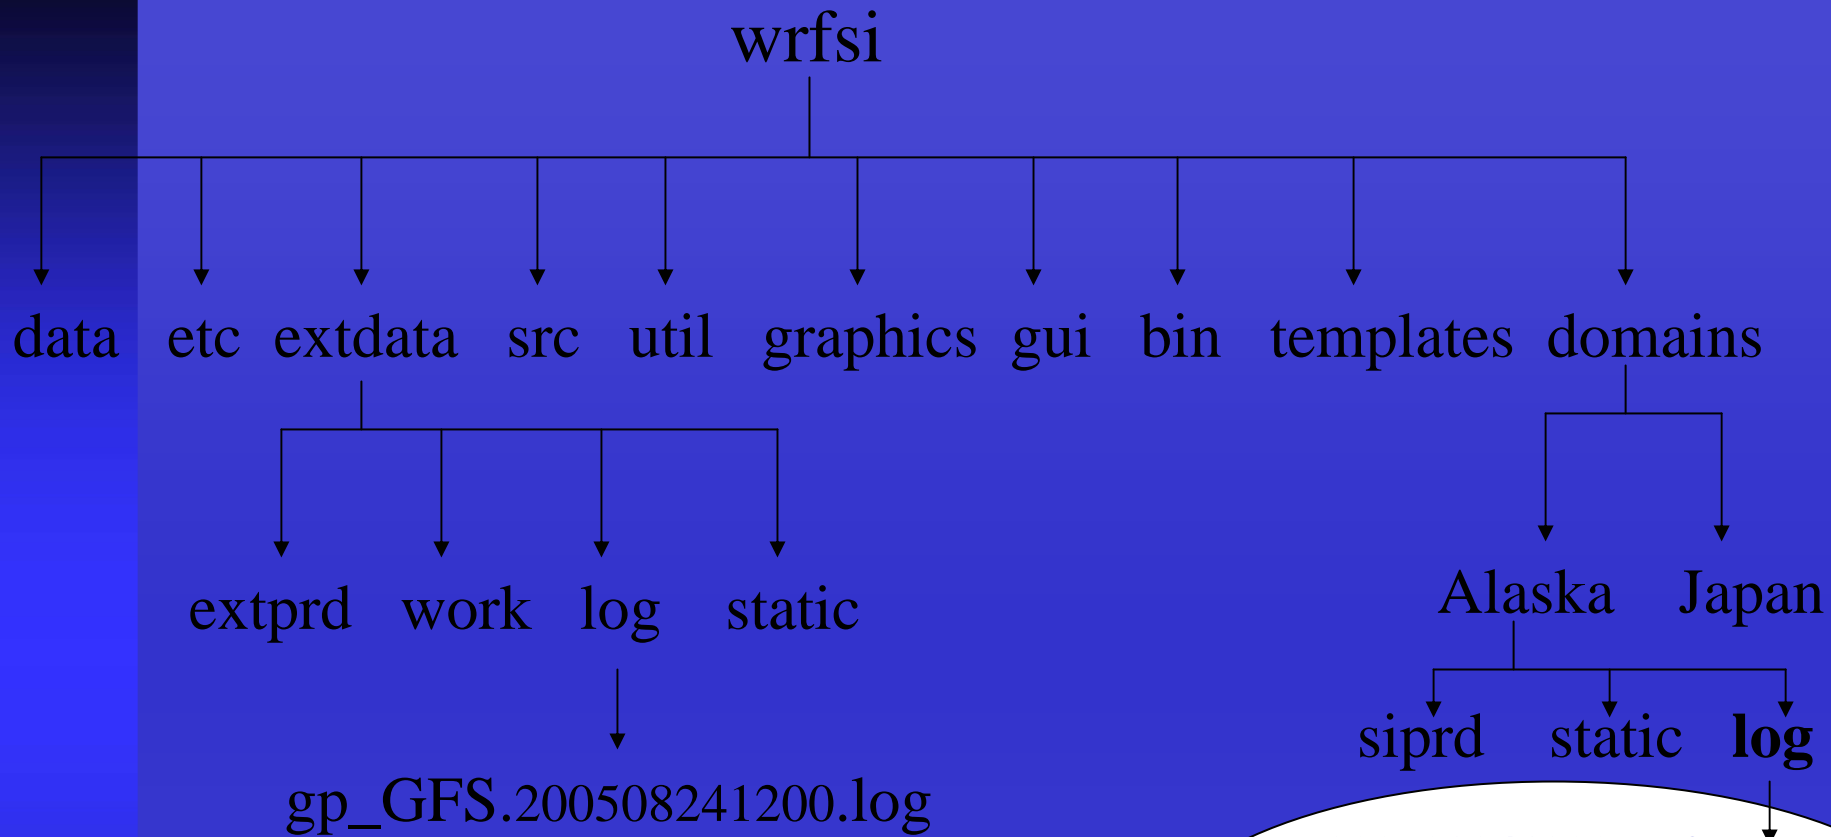 wrfsi
data etc extdata src util graphics gui bin templates domains
extprd work log static
Alaska Japan
siprd static log
gp_GFS.200508241200.log